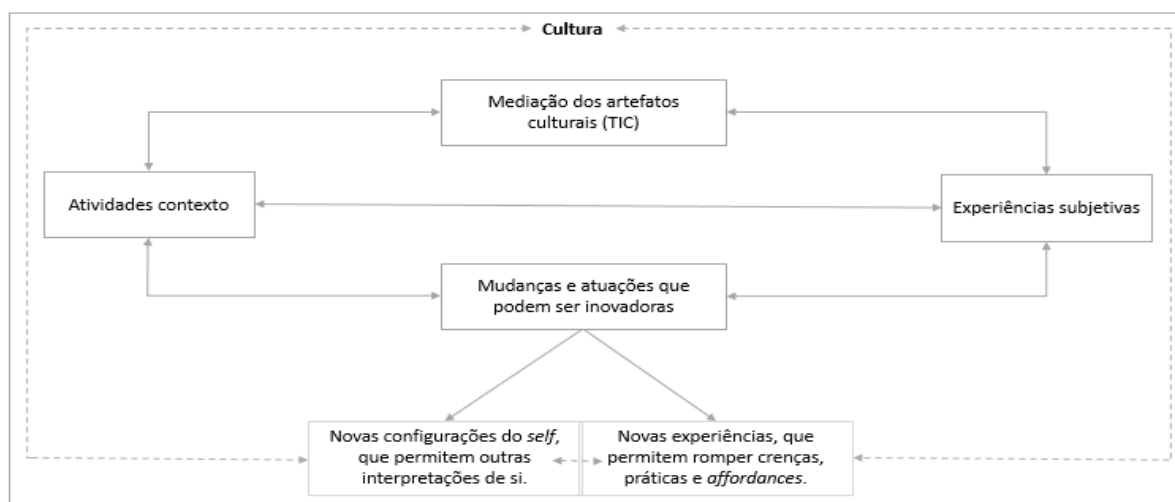 Cultura
Mediação dos artefatos
culturais (TIC)
Atividades contexto
Experiências subjetivas
Mudanças e atuações que
podem ser inovadoras
Novas configurações do self,
que permitem outras
interpretações de si.
Novas experiências, que
permitem romper crenças,
práticas e affordances.